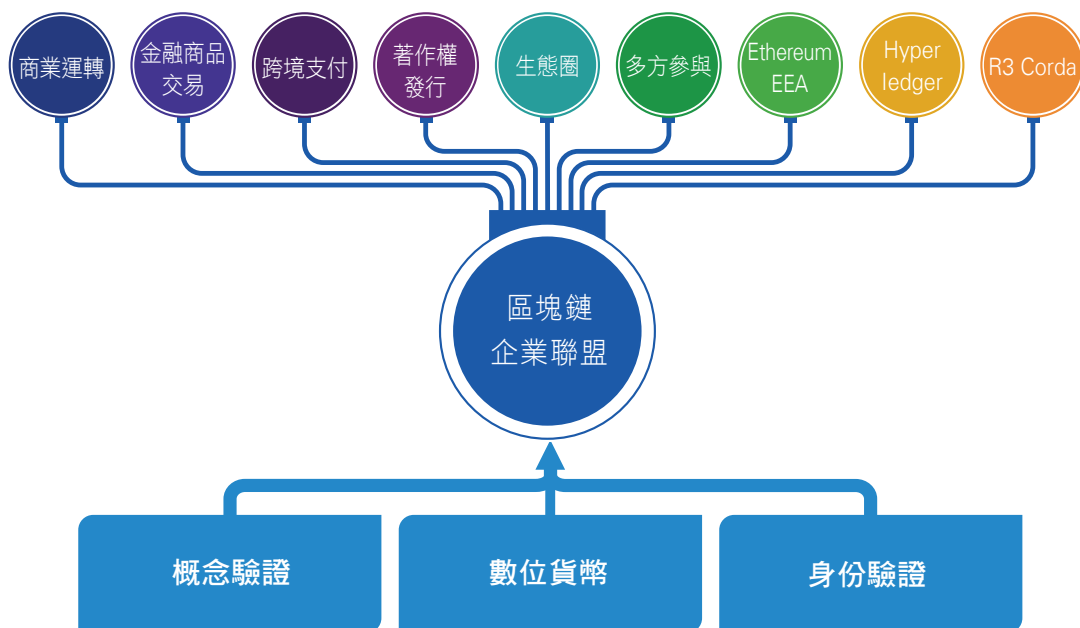 商業運轉
金融商品
交易
跨境支付
著作權
發行
生態圈
多方參與
Ethereum
EEA
Hyper
ledger
R3 Corda
區塊鏈
企業聯盟
概念驗證
數位貨幣
身份驗證